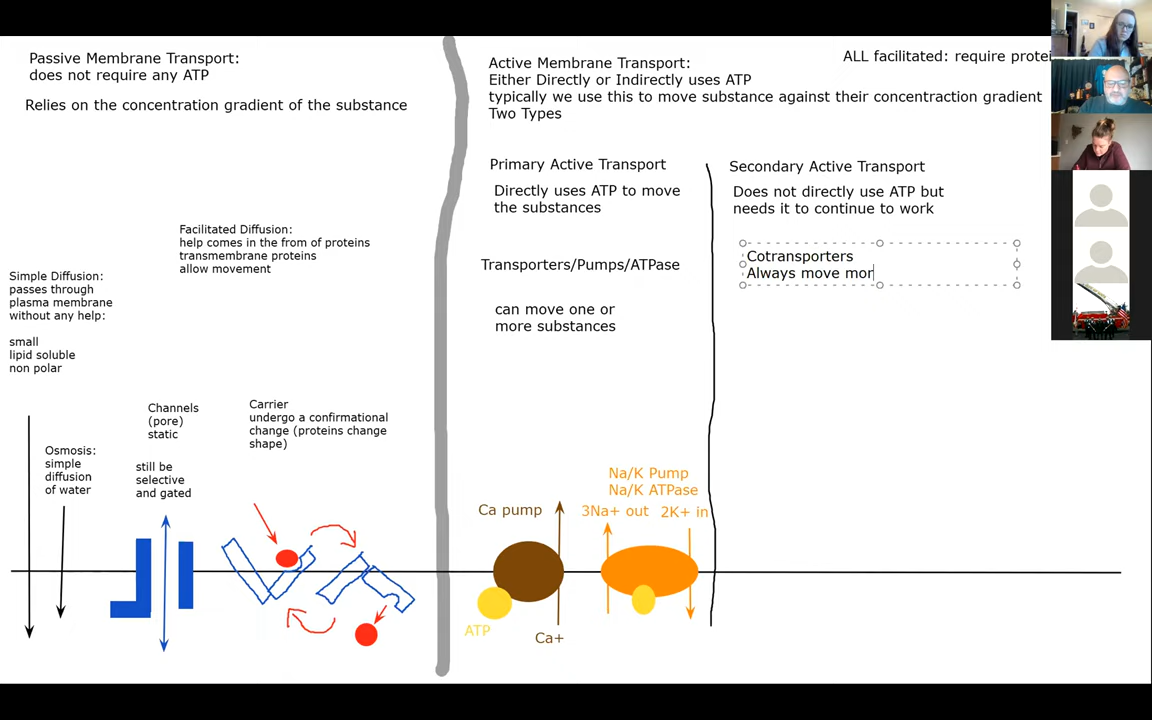 Passive Membrane Transport:
does not require any ATP
Relies on the concentration gradient of the substance
Facilitated Diffusion:
help comes in the from of proteins
transmembrane proteins
allow movement
Simple Diffusion:
passes through
plasma membrane
without any help:
small
lipid soluble
non polar
Channels
(pore)
static
still be
selective
and gated
Carrier
undergo a confirmational
change (proteins change
shape)
Osmosis:
simple
diffusion
of water
ALL facilitated: require protei
Active Membrane Transport:
Either Directly or Indirectly uses ATP
typically we use this to move substance against their concentraction gradient
Two Types
Primary Active Transport
Directly uses ATP to move
the substances
Transporters/Pumps/ATPase
can move one or
more substances
Secondary Active Transport
Does not directly use ATP but
needs it to continue to work
Cotransporters
Always move mor
Na/K Pump
Na/K ATPase
Ca pump
3Na+ out
2K+ in
ATP
Ca+